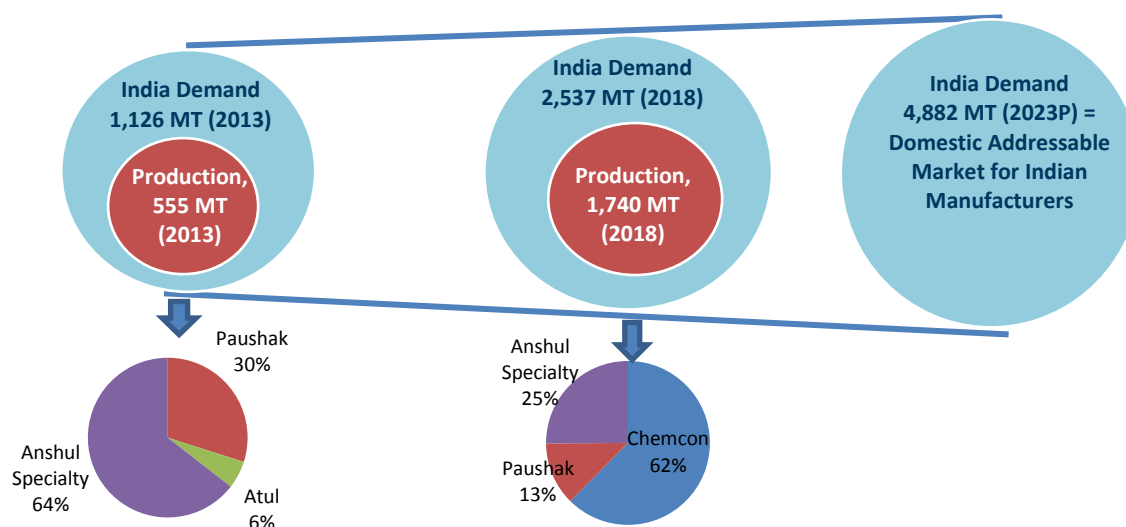 India Demand
1,126 MT (2013)
Production,
555 MT
(2013)
India Demand
2,537 MT (2018)
Production,
1,740 MT
(2018)
India Demand
4,882 MT (2023P) =
Domestic Addressable
Market for Indian
Manufacturers
Paushak
30%
Anshul
Specialty
64%
Atul
6%
Anshul
Specialty
25%
Chemcon
62%
Paushak
13%